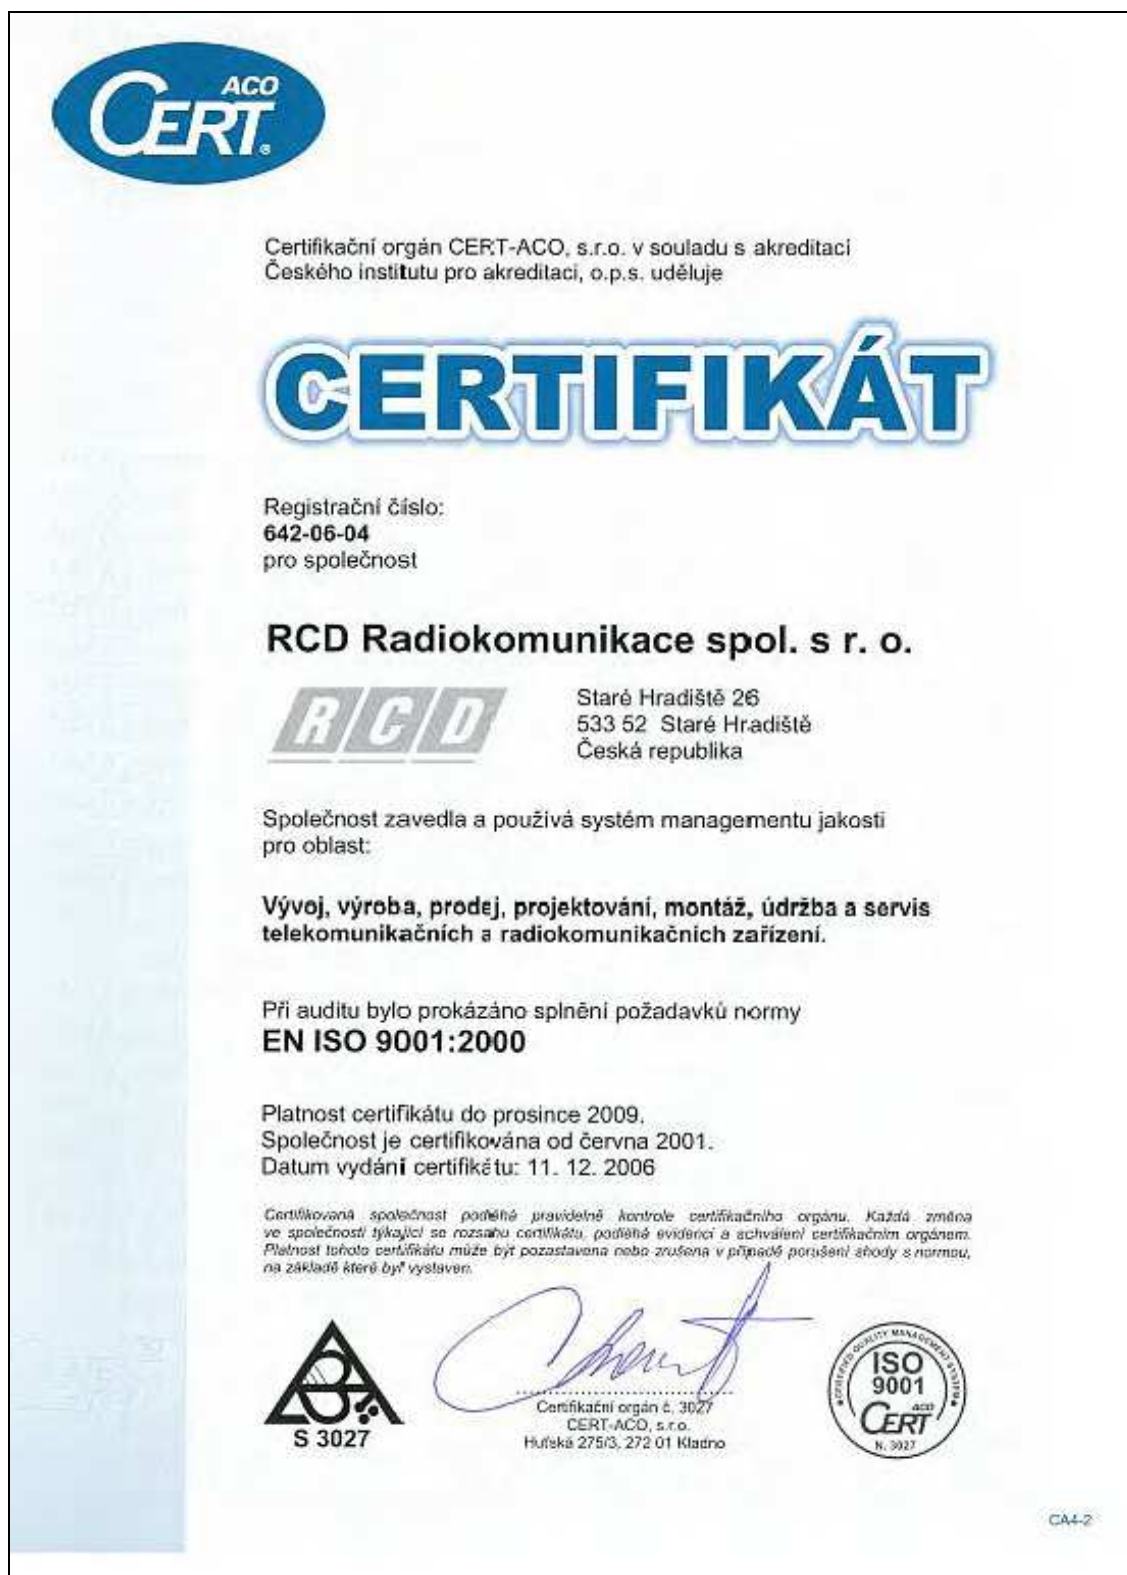 ACO
CERT®
Certifikační orgán CERT-ACO, s.r.o. v souladu s akreditací
Českého institutu pro akreditaci, o.p.s. uděluje
CERTIFIKÁT
Registrační číslo:
642-06-04
pro společnost
RCD Radiokomunikace spol. s r. o.
RCD
Staré Hradiště 26
533 52 Staré Hradiště
Česká republika
Společnost zavedla a používá systém managementu jakosti
pro oblast:
Vývoj, výroba, prodej, projektování, montáž, údržba a servis
telekomunikačních a radiokomunikačních zařízení.
Při auditu bylo prokázáno splnění požadavků normy
EN ISO 9001:2000
Platnost certifikátu do prosince 2009.
Společnost je certifikována od června 2001.
Datum vydání certifikátu: 11. 12. 2006
Certifikovaná společnost podléhá pravidelné kontrole certifikačního orgánu. Každá změna
ve společnosti týkající se rozsahu certifikátu, podléhá evidenci a schválení certifikačním orgánem.
Platnost tohoto certifikátu může být pozastavena nebo zrušena v případě porušení shody s normou,
na základě které byl vystaven.
S 3027
Certifikační orgán č. 3027
CERT-ACO, s.r.o.
Huťská 275/3, 272 01 Kladno
CERTIFIED QUALITY MANAGEMENT SYSTEM
ISO
9001
ACO
CERT
N. 3027
CA4-2